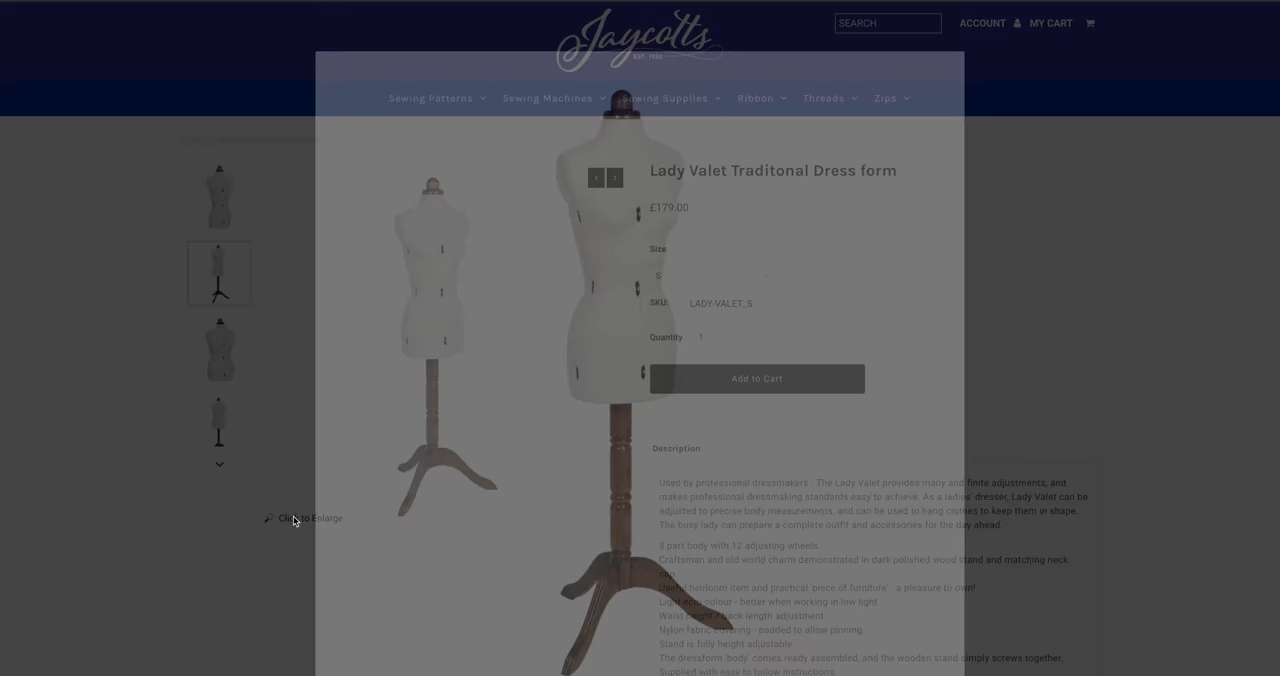 Jaycotts
EST 1920
SEARCH
ACCOUNT
MY CART
Sewing Patterns
Sewing Machines
Sewing Supplies
Ribbon
Threads
Zips
Lady Valet Traditonal Dress form
£179.00
Size
S
SKU: LADY-VALET_S
Quantity 1
Add to Cart
Click to Enlarge
Description
Used by professional dressmakers - The Lady Valet provides many and finite adjustments, and
makes professional dressmaking standards easy to achieve. As a ladies' dresser, Lady Valet can be
adjusted to precise body measurements, and can be used to hang clothes to keep them in shape.
The busy lady can prepare a complete outfit and accessories for the day ahead.
8 part body with 12 adjusting wheels.
Craftsman and old world charm demonstrated in dark polished wood stand and matching neck
cap.
Useful heirloom item and practical 'piece of furniture' a pleasure to own!
Light ecru colour - better when working in low light
Waist height / back-length adjustment
Nylon fabric covering - padded to allow pinning.
Stand is fully height adjustable
The dressform 'body' comes ready assembled, and the wooden stand simply screws together.
Supplied with easy to follow instructions.